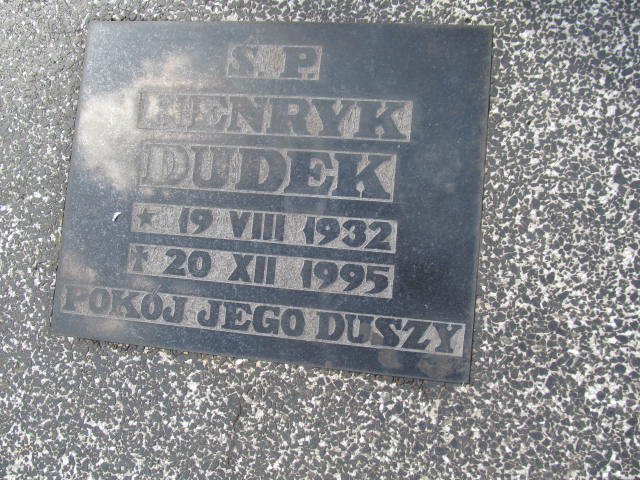 Ś. P.
HENRYK
DUDEK
* 19 VIII 1932
† 20 XII 1995
POKÓJ JEGO DUSZY